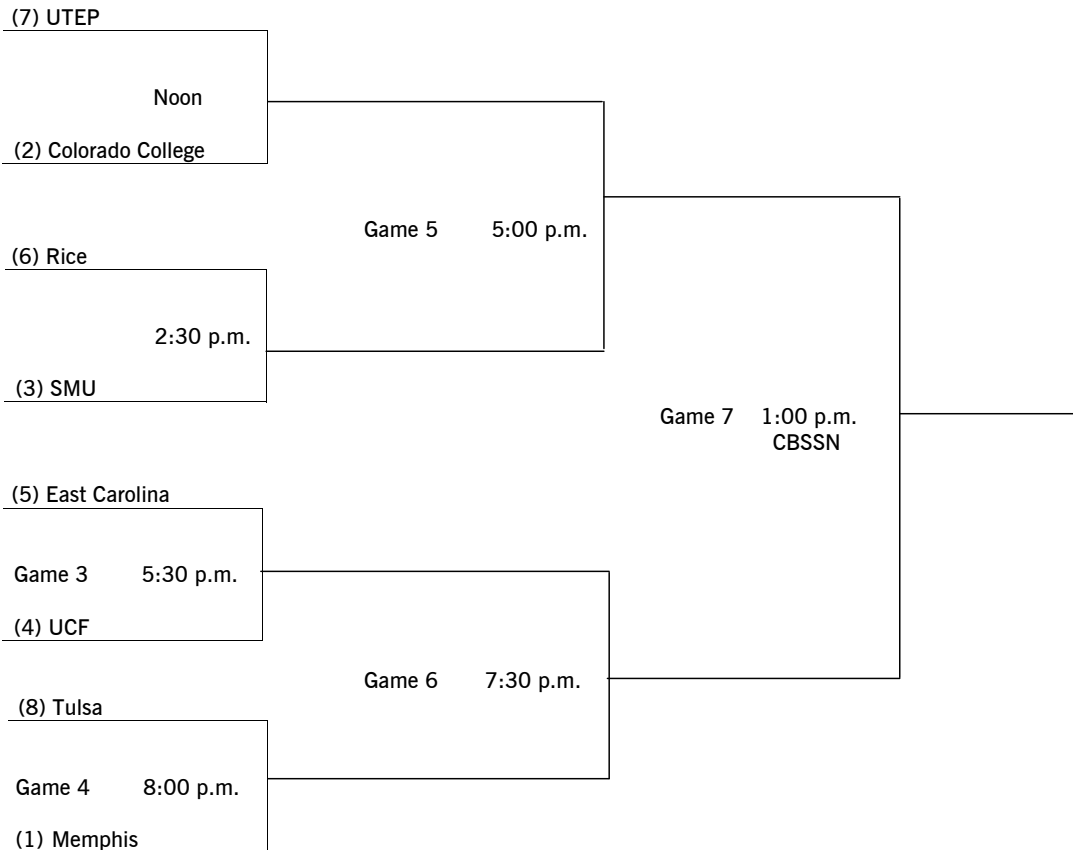 (7) UTEP
Noon
(2) Colorado College
Game 5 5:00 p.m.
(6) Rice
2:30 p.m.
(3) SMU
Game 7 1:00 p.m.
CBSSN
(5) East Carolina
Game 3 5:30 p.m.
(4) UCF
Game 6 7:30 p.m.
(8) Tulsa
Game 4 8:00 p.m.
(1) Memphis